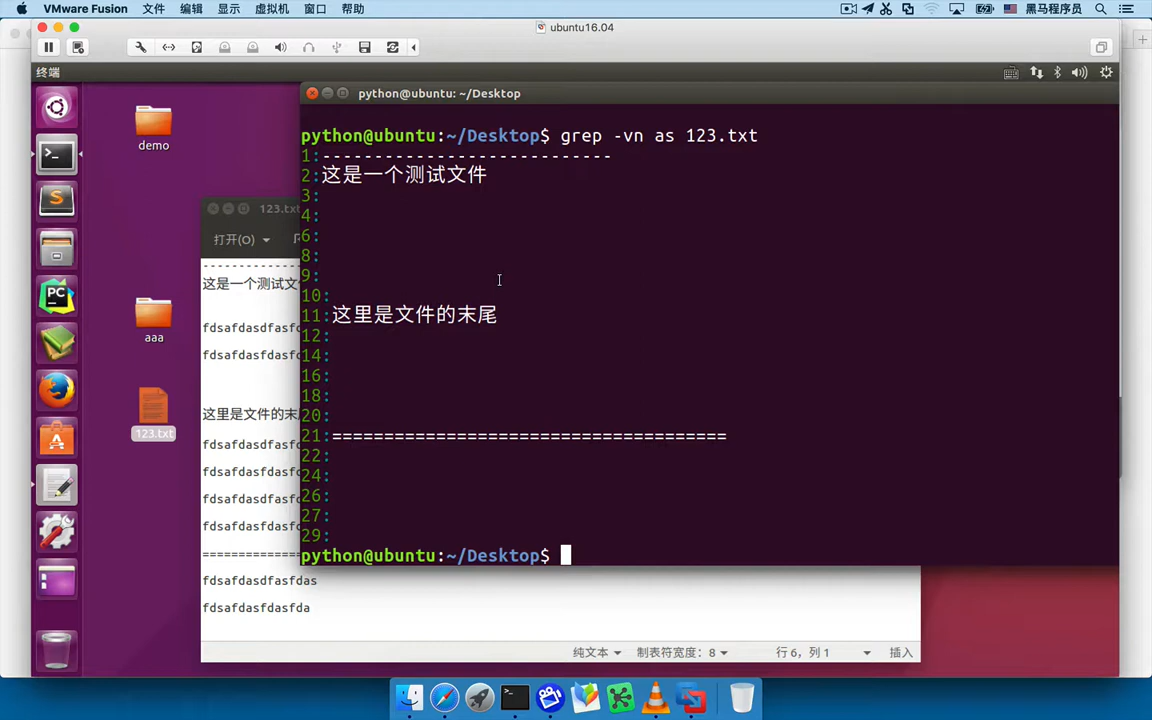 VMware Fusion 文件 编辑 显示 虚拟机 窗口 帮助 黑马程序员
ubuntu16.04
终端
python@ubuntu: ~/Desktop
demo
aaa
123.txt
python@ubuntu:~/Desktop$ grep -vn as 123.txt
1:----------------------------
2:这是一个测试文件
3:
4:
6:
8:
9:
10:
11:这里是文件的末尾
12:
14:
16:
18:
20:
21:======================================
22:
24:
26:
27:
29:
python@ubuntu:~/Desktop$
123.txt
打开(O)
这是一个测试文
fdsafdasdfasfd
fdsafdasfdasfd
这里是文件的末
fdsafdasfdasfd
fdsafdasfdasfd
fdsafdasdfasfd
fdsafdasfdasfd
=============
fdsafdasdfasfdas
fdsafdasfdasfda
纯文本 制表符宽度：8 行 6，列 1 插入